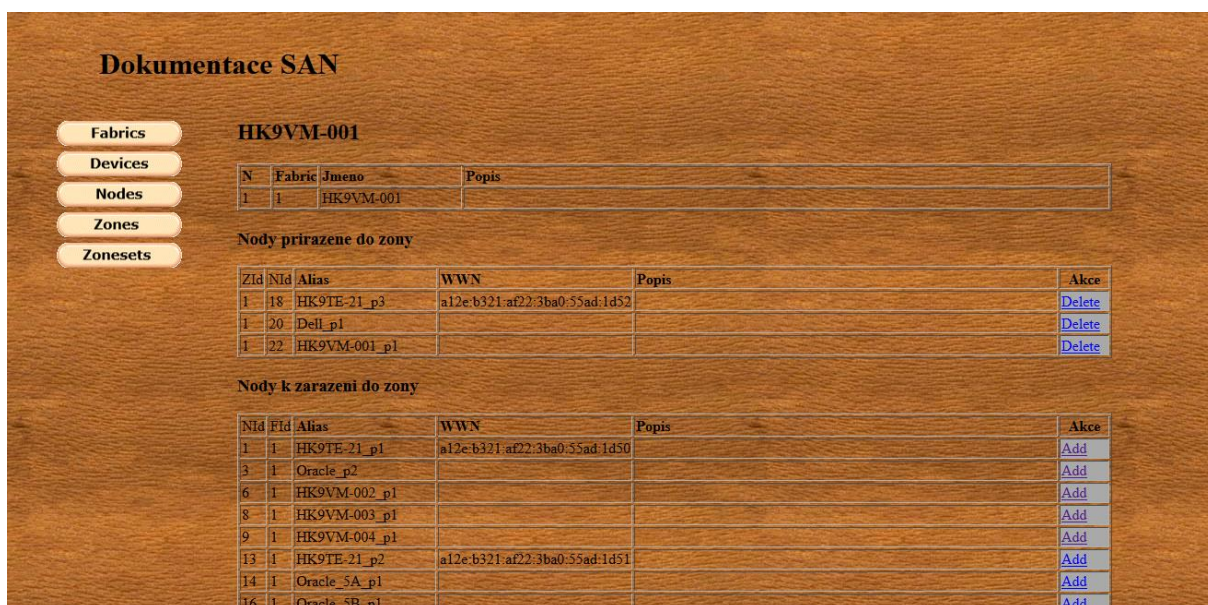 Dokumentace SAN
Fabrics
Devices
Nodes
Zones
Zonesets
HK9VM-001
N Fabric Jmeno Popis
1 1 HK9VM-001
Nody prirazene do zony
ZId NId Alias WWN Popis Akce
1 18 HK9TE-21_p3 a12e:b321:af22:3ba0:55ad:1d52 Delete
1 20 Dell_p1 Delete
1 22 HK9VM-001_p1 Delete
Nody k zarazeni do zony
NId FId Alias WWN Popis Akce
1 1 HK9TE-21_p1 a12e:b321:af22:3ba0:55ad:1d50 Add
3 1 Oracle_p2 Add
6 1 HK9VM-002_p1 Add
8 1 HK9VM-003_p1 Add
9 1 HK9VM-004_p1 Add
13 1 HK9TE-21_p2 a12e:b321:af22:3ba0:55ad:1d51 Add
14 1 Oracle_5A_p1 Add
16 1 Oracle_5B_p1 Add